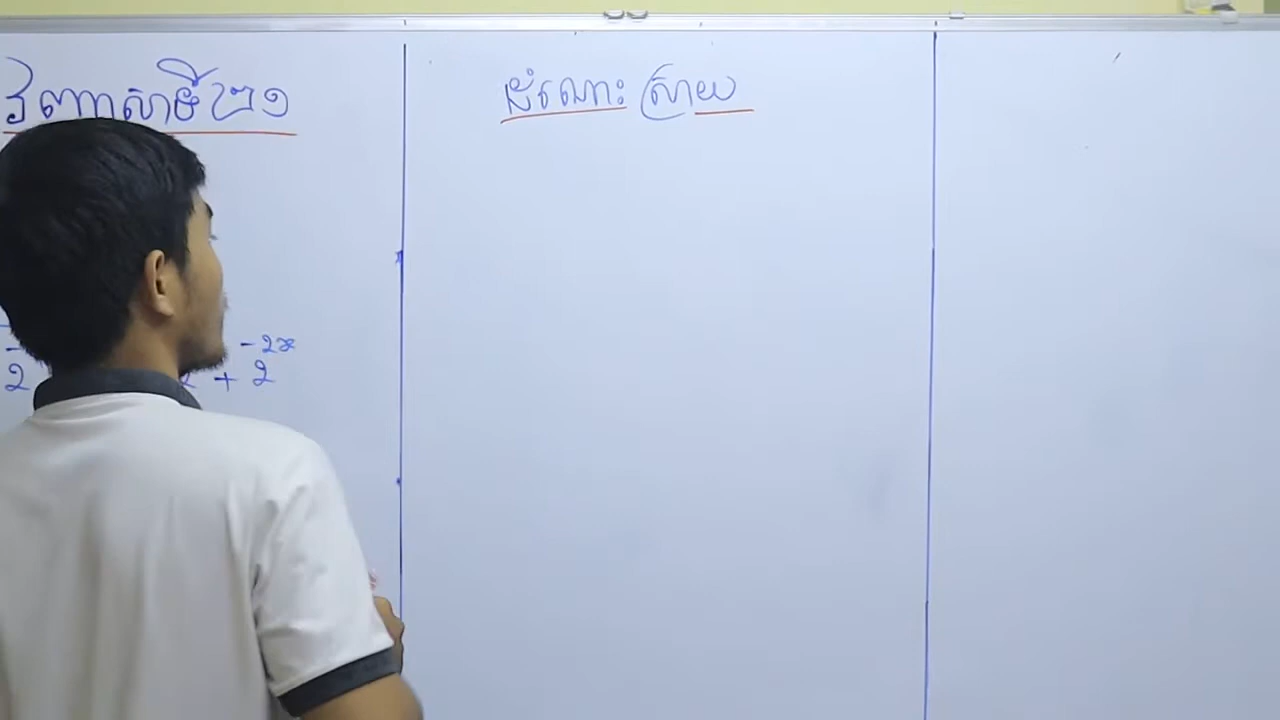 វិញ្ញាសាទី ២១
ដំណោះស្រាយ
-2x
2 + 2